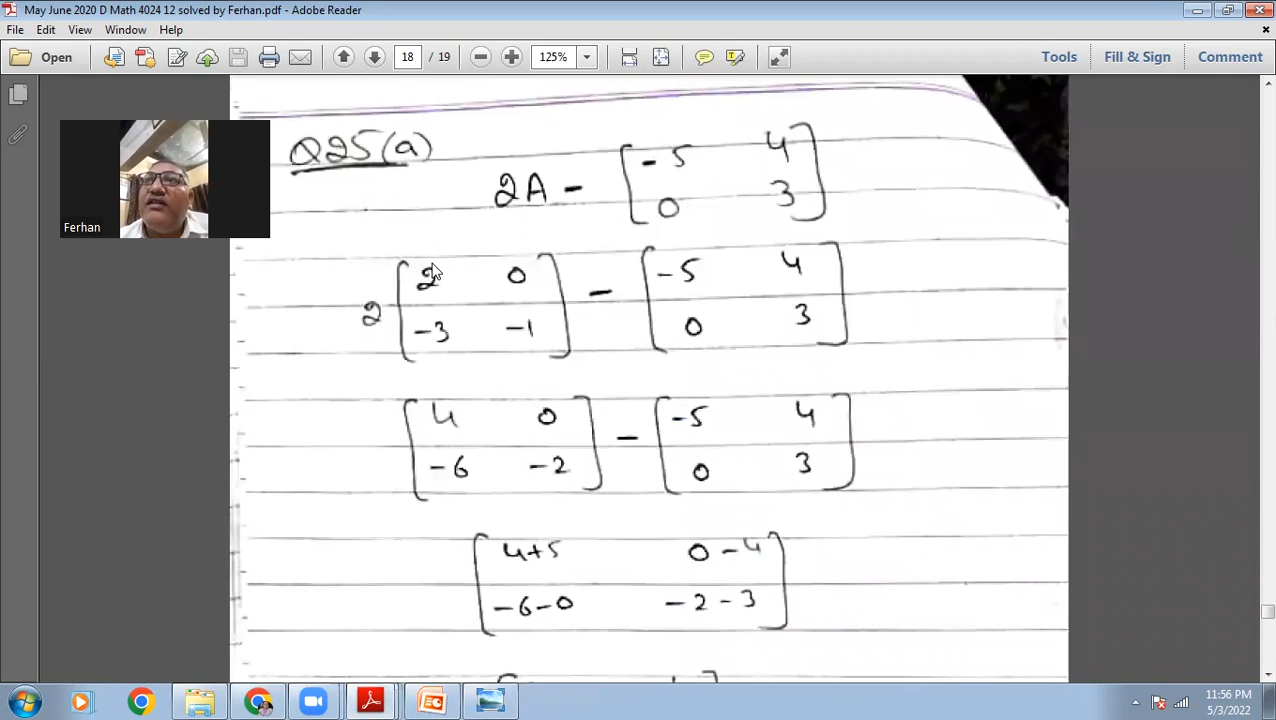 May June 2020 D Math 4024 12 solved by Ferhan.pdf - Adobe Reader
File Edit View Window Help
Open 18 / 19 125% Tools Fill & Sign Comment
Q25(a)
2A - [ -5 4
0 3 ]
2 [ 2 0
-3 -1 ] - [ -5 4
0 3 ]
[ 4 0
-6 -2 ] - [ -5 4
0 3 ]
[ 4+5 0-4
-6-0 -2-3 ]
Ferhan
11:56 PM
5/3/2022